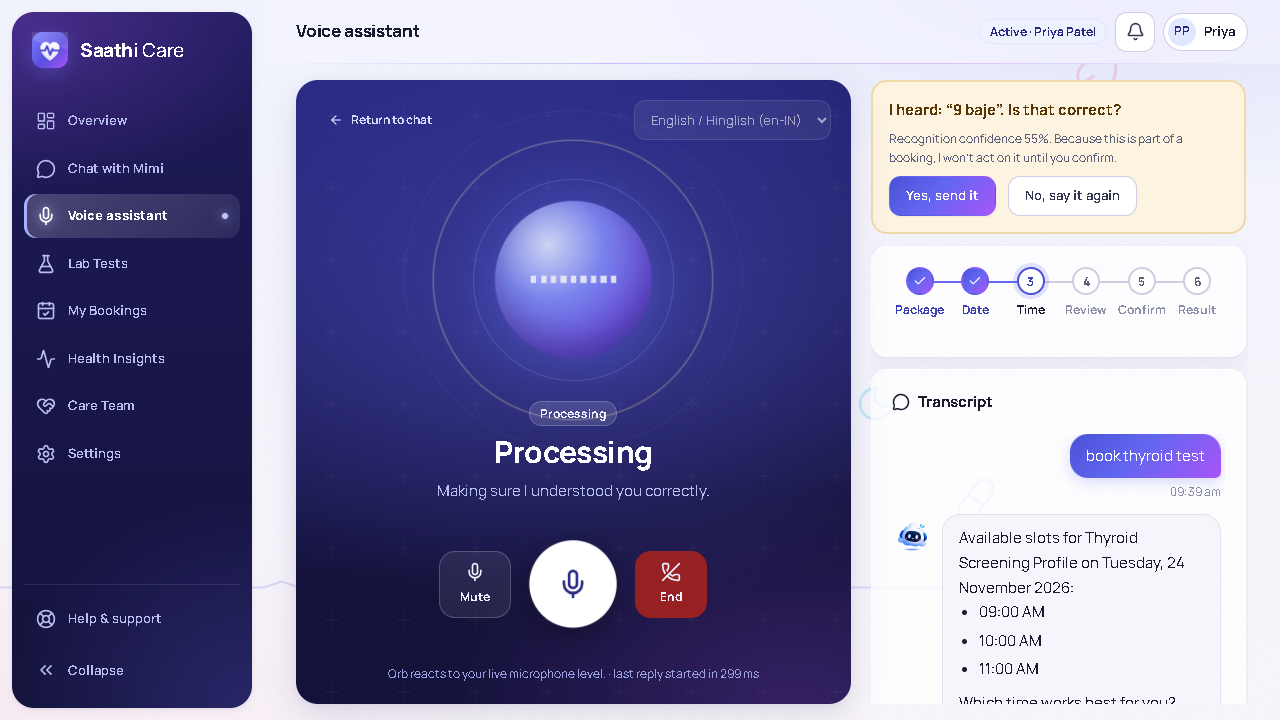 Saathi Care
Overview
Chat with Mimi
Voice assistant
Lab Tests
My Bookings
Health Insights
Care Team
Settings
Help & support
Collapse
Voice assistant
Active · Priya Patel
PP
Priya
Return to chat
English / Hinglish (en-IN)
Processing
Processing
Making sure I understood you correctly.
Mute
End
Orb reacts to your live microphone level. · last reply started in 299 ms
I heard: “9 baje”. Is that correct?
Recognition confidence 55%. Because this is part of a
booking, I won't act on it until you confirm.
Yes, send it
No, say it again
3 4 5 6
Package Date Time Review Confirm Result
Transcript
book thyroid test
09:39 am
Available slots for Thyroid
Screening Profile on Tuesday, 24
November 2026:
• 09:00 AM
• 10:00 AM
• 11:00 AM
Which time works best for you?